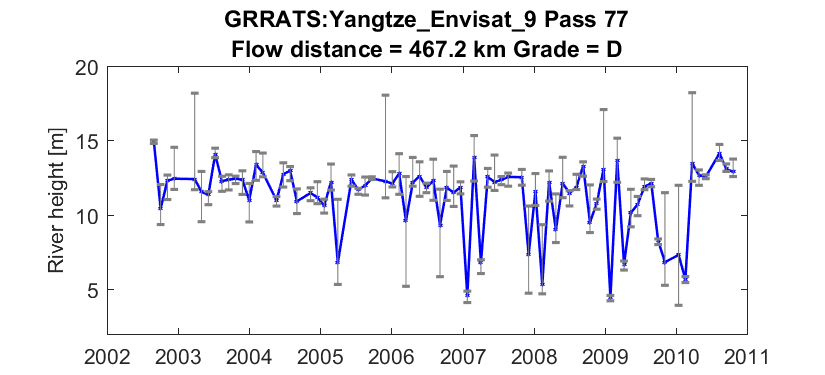 GRRATS:Yangtze_Envisat_9 Pass 77
Flow distance = 467.2 km Grade = D
River height [m]
20
15
10
5
2002 2003 2004 2005 2006 2007 2008 2009 2010 2011